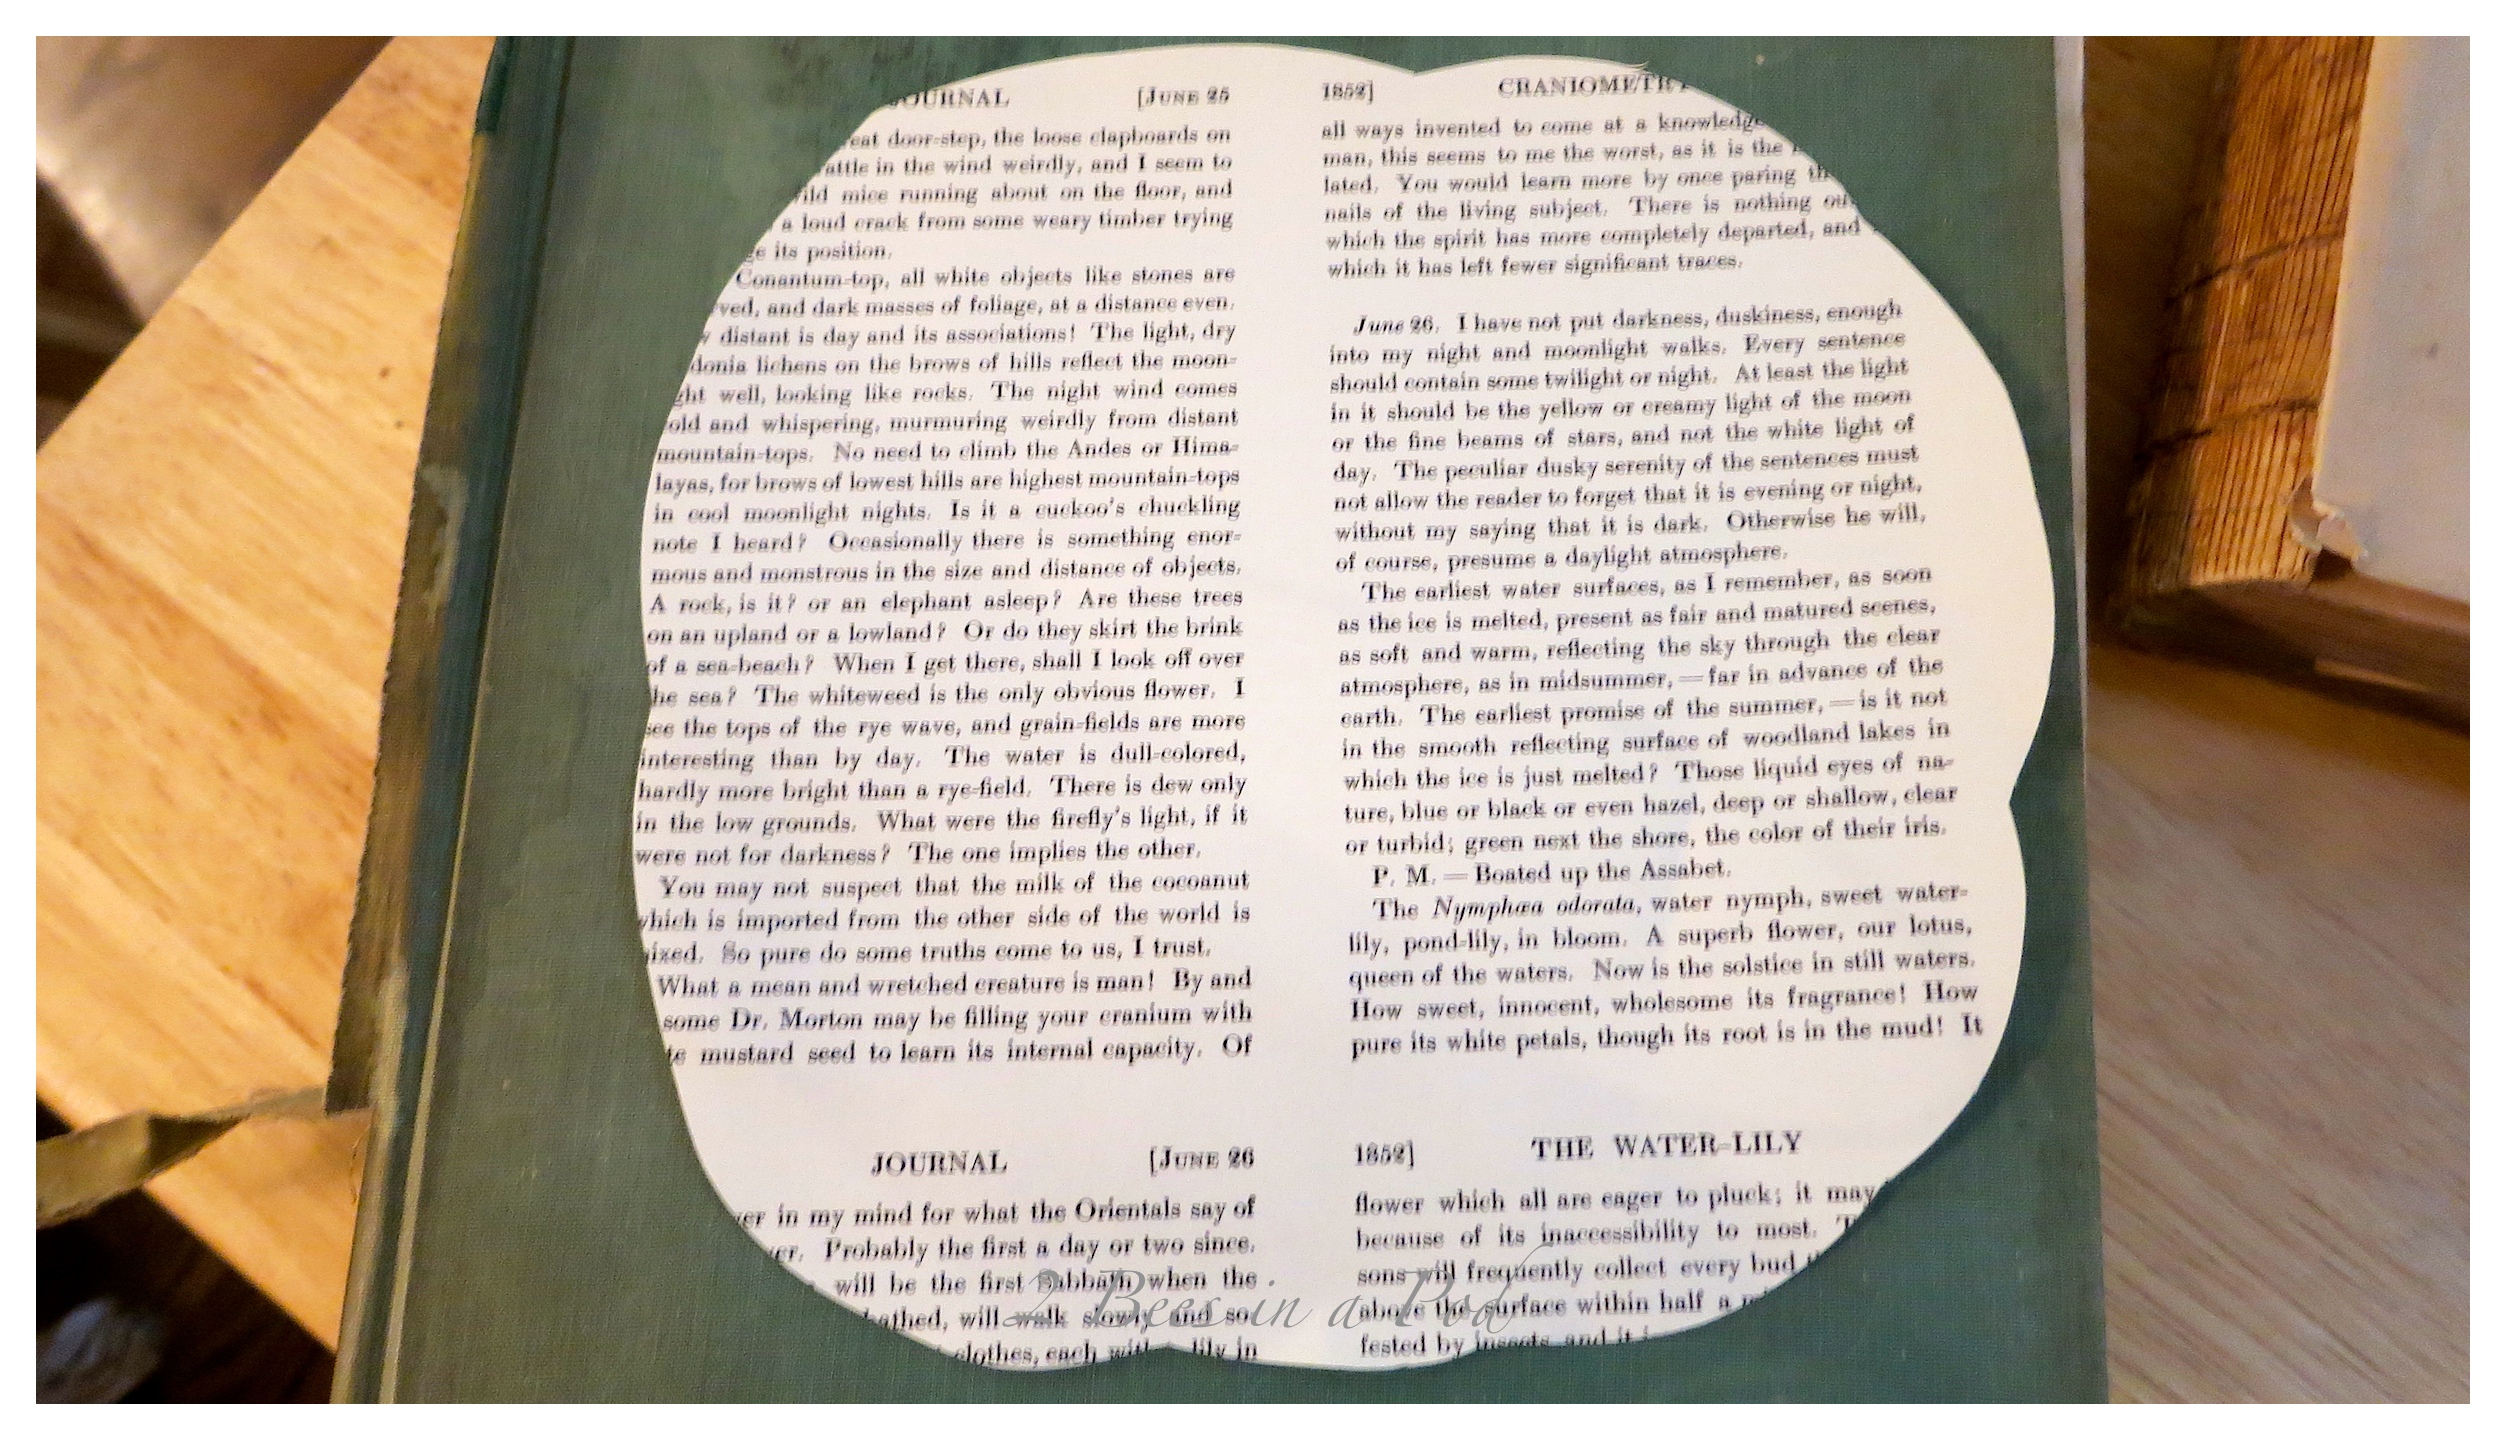 JOURNAL [JUNE 25
door-step, the loose clapboards on
in the wind weirdly, and I seem to
mice running about on the floor, and
a loud crack from some weary timber trying
its position.
Conantum-top, all white objects like stones are
and dark masses of foliage, at a distance even.
distant is day and its associations! The light, dry
lichens on the brows of hills reflect the moon-
well, looking like rocks. The night wind comes
and whispering, murmuring weirdly from distant
mountain-tops. No need to climb the Andes or Hima-
layas, for brows of lowest hills are highest mountain-tops
in cool moonlight nights. Is it a cuckoo's chuckling
note I heard? Occasionally there is something enor-
mous and monstrous in the size and distance of objects.
A rock, is it? or an elephant asleep? Are these trees
on an upland or a lowland? Or do they skirt the brink
of a sea-beach? When I get there, shall I look off over
he sea? The whiteweed is the only obvious flower. I
see the tops of the rye wave, and grain-fields are more
interesting than by day. The water is dull-colored,
hardly more bright than a rye-field. There is dew only
in the low grounds. What were the firefly's light, if it
were not for darkness? The one implies the other.
You may not suspect that the milk of the cocoanut
which is imported from the other side of the world is
ixed. So pure do some truths come to us, I trust.
What a mean and wretched creature is man! By and
some Dr. Morton may be filling your cranium with
te mustard seed to learn its internal capacity. Of
1852] CRANIOMETR
all ways invented to come at a knowledge
man, this seems to me the worst, as it is the
lated. You would learn more by once paring
nails of the living subject. There is nothing out
which the spirit has more completely departed, and
which it has left fewer significant traces.
June 26. I have not put darkness, duskiness, enough
into my night and moonlight walks. Every sentence
should contain some twilight or night. At least the light
in it should be the yellow or creamy light of the moon
or the fine beams of stars, and not the white light of
day. The peculiar dusky serenity of the sentences must
not allow the reader to forget that it is evening or night,
without my saying that it is dark. Otherwise he will,
of course, presume a daylight atmosphere.
The earliest water surfaces, as I remember, as soon
as the ice is melted, present as fair and matured scenes,
as soft and warm, reflecting the sky through the clear
atmosphere, as in midsummer,—far in advance of the
earth. The earliest promise of the summer,—is it not
in the smooth reflecting surface of woodland lakes in
which the ice is just melted? Those liquid eyes of na-
ture, blue or black or even hazel, deep or shallow, clear
or turbid; green next the shore, the color of their iris.
P. M.—Boated up the Assabet.
The Nymphæa odorata, water nymph, sweet water-
lily, pond-lily, in bloom. A superb flower, our lotus,
queen of the waters. Now is the solstice in still waters.
How sweet, innocent, wholesome its fragrance! How
pure its white petals, though its root is in the mud! It
JOURNAL [JUNE 26
in my mind for what the Orientals say of
Probably the first a day or two since.
will be the first Sabbath when the
bathed, will walk slowly and so
clothes, each with lily in
1852] THE WATER-LILY
flower which all are eager to pluck; it may
because of its inaccessibility to most.
sons will frequently collect every bud
above the surface within half a
fested by insects, and it
2 Bees in a Pod